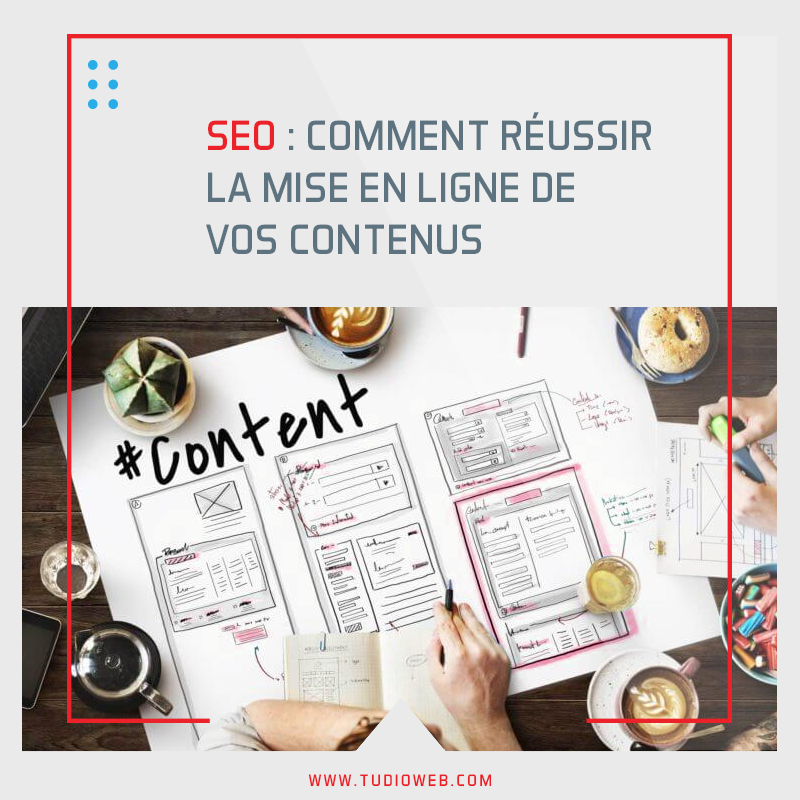 SEO : COMMENT RÉUSSIR
LA MISE EN LIGNE DE
VOS CONTENUS
#Content
WWW.TUDIOWEB.COM